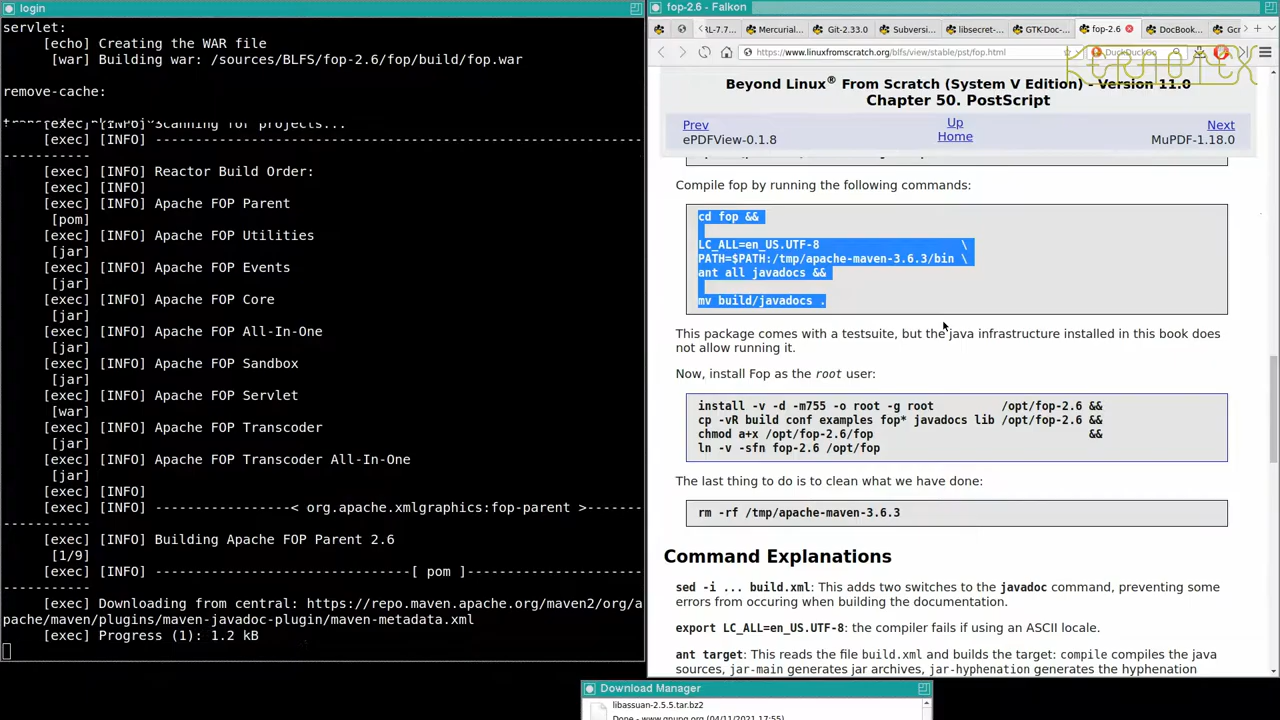 login
servlet:
[echo] Creating the WAR file
[war] Building war: /sources/BLFS/fop-2.6/fop/build/fop.war
remove-cache:
[exec] [INFO] Scanning for projects...
[exec] [INFO] ----------------------------------------------------
-----------
[exec] [INFO] Reactor Build Order:
[exec] [INFO]
[exec] [INFO] Apache FOP Parent
[pom]
[exec] [INFO] Apache FOP Utilities
[jar]
[exec] [INFO] Apache FOP Events
[jar]
[exec] [INFO] Apache FOP Core
[jar]
[exec] [INFO] Apache FOP All-In-One
[jar]
[exec] [INFO] Apache FOP Sandbox
[jar]
[exec] [INFO] Apache FOP Servlet
[war]
[exec] [INFO] Apache FOP Transcoder
[jar]
[exec] [INFO] Apache FOP Transcoder All-In-One
[jar]
[exec] [INFO]
[exec] [INFO] -----------------< org.apache.xmlgraphics:fop-parent >-------
-----------
[exec] [INFO] Building Apache FOP Parent 2.6
[1/9]
[exec] [INFO] --------------------------------[ pom ]---------------------
-----------
[exec] Downloading from central: https://repo.maven.apache.org/maven2/org/a
pache/maven/plugins/maven-javadoc-plugin/maven-metadata.xml
[exec] Progress (1): 1.2 kB
fop-2.6 - Falkon
RL-7.7 Mercurial... Git-2.33.0 Subversi... libsecret-... GTK-Doc-... fop-2.6 DocBook...
https://www.linuxfromscratch.org/blfs/view/stable/pst/fop.html DuckDuckGo
KERNOTEX
Beyond Linux® From Scratch (System V Edition) - Version 11.0
Chapter 50. PostScript
Prev Up Next
ePDFView-0.1.8 Home MuPDF-1.18.0
Compile fop by running the following commands:
cd fop &&
LC_ALL=en_US.UTF-8 \
PATH=$PATH:/tmp/apache-maven-3.6.3/bin \
ant all javadocs &&
mv build/javadocs .
This package comes with a testsuite, but the java infrastructure installed in this book does
not allow running it.
Now, install Fop as the root user:
install -v -d -m755 -o root -g root /opt/fop-2.6 &&
cp -vR build conf examples fop* javadocs lib /opt/fop-2.6 &&
chmod a+x /opt/fop-2.6/fop &&
ln -v -sfn fop-2.6 /opt/fop
The last thing to do is to clean what we have done:
rm -rf /tmp/apache-maven-3.6.3
Command Explanations
sed -i ... build.xml: This adds two switches to the javadoc command, preventing some
errors from occuring when building the documentation.
export LC_ALL=en_US.UTF-8: the compiler fails if using an ASCII locale.
ant target: This reads the file build.xml and builds the target: compile compiles the java
sources, jar-main generates jar archives, jar-hyphenation generates the hyphenation
Download Manager
libassuan-2.5.5.tar.bz2
Done - www.gnupg.org (04/11/2021 17:55)